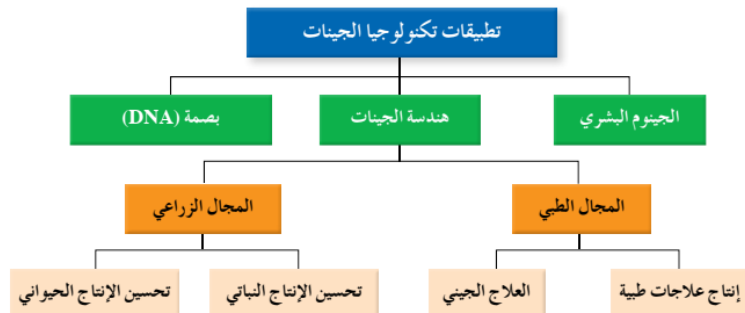 تطبيقات تكنولوجيا الجينات
الجينوم البشري
هندسة الجينات
بصمة (DNA)
المجال الطبي
المجال الزراعي
إنتاج علاجات طبية
العلاج الجيني
تحسين الإنتاج النباتي
تحسين الإنتاج الحيواني